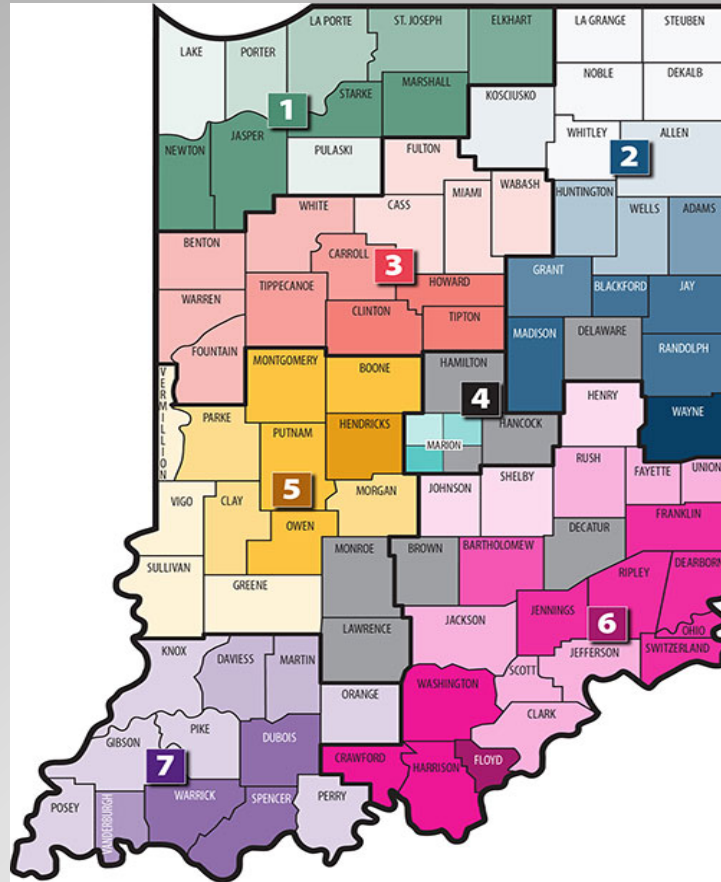 LA PORTE
ST. JOSEPH
ELKHART
LA GRANGE
STEUBEN
LAKE
PORTER
NOBLE
DEKALB
STARKE
MARSHALL
KOSCIUSKO
1
JASPER
NEWTON
PULASKI
FULTON
WHITLEY
ALLEN
2
MIAMI
WABASH
HUNTINGTON
WHITE
CASS
WELLS
ADAMS
BENTON
CARROLL
3
GRANT
HOWARD
BLACKFORD
JAY
TIPPECANOE
WARREN
CLINTON
TIPTON
MADISON
DELAWARE
RANDOLPH
FOUNTAIN
MONTGOMERY
BOONE
HAMILTON
VERMILLION
4
HENRY
WAYNE
PARKE
PUTNAM
HENDRICKS
MARION
HANCOCK
RUSH
FAYETTE
UNION
5
MORGAN
JOHNSON
SHELBY
VIGO
CLAY
OWEN
FRANKLIN
DECATUR
MONROE
BROWN
BARTHOLOMEW
SULLIVAN
GREENE
RIPLEY
DEARBORN
JENNINGS
6
LAWRENCE
JACKSON
OHIO
JEFFERSON
SWITZERLAND
KNOX
DAVIESS
MARTIN
SCOTT
ORANGE
WASHINGTON
CLARK
GIBSON
PIKE
DUBOIS
7
CRAWFORD
HARRISON
FLOYD
POSEY
VANDERBURGH
WARRICK
SPENCER
PERRY